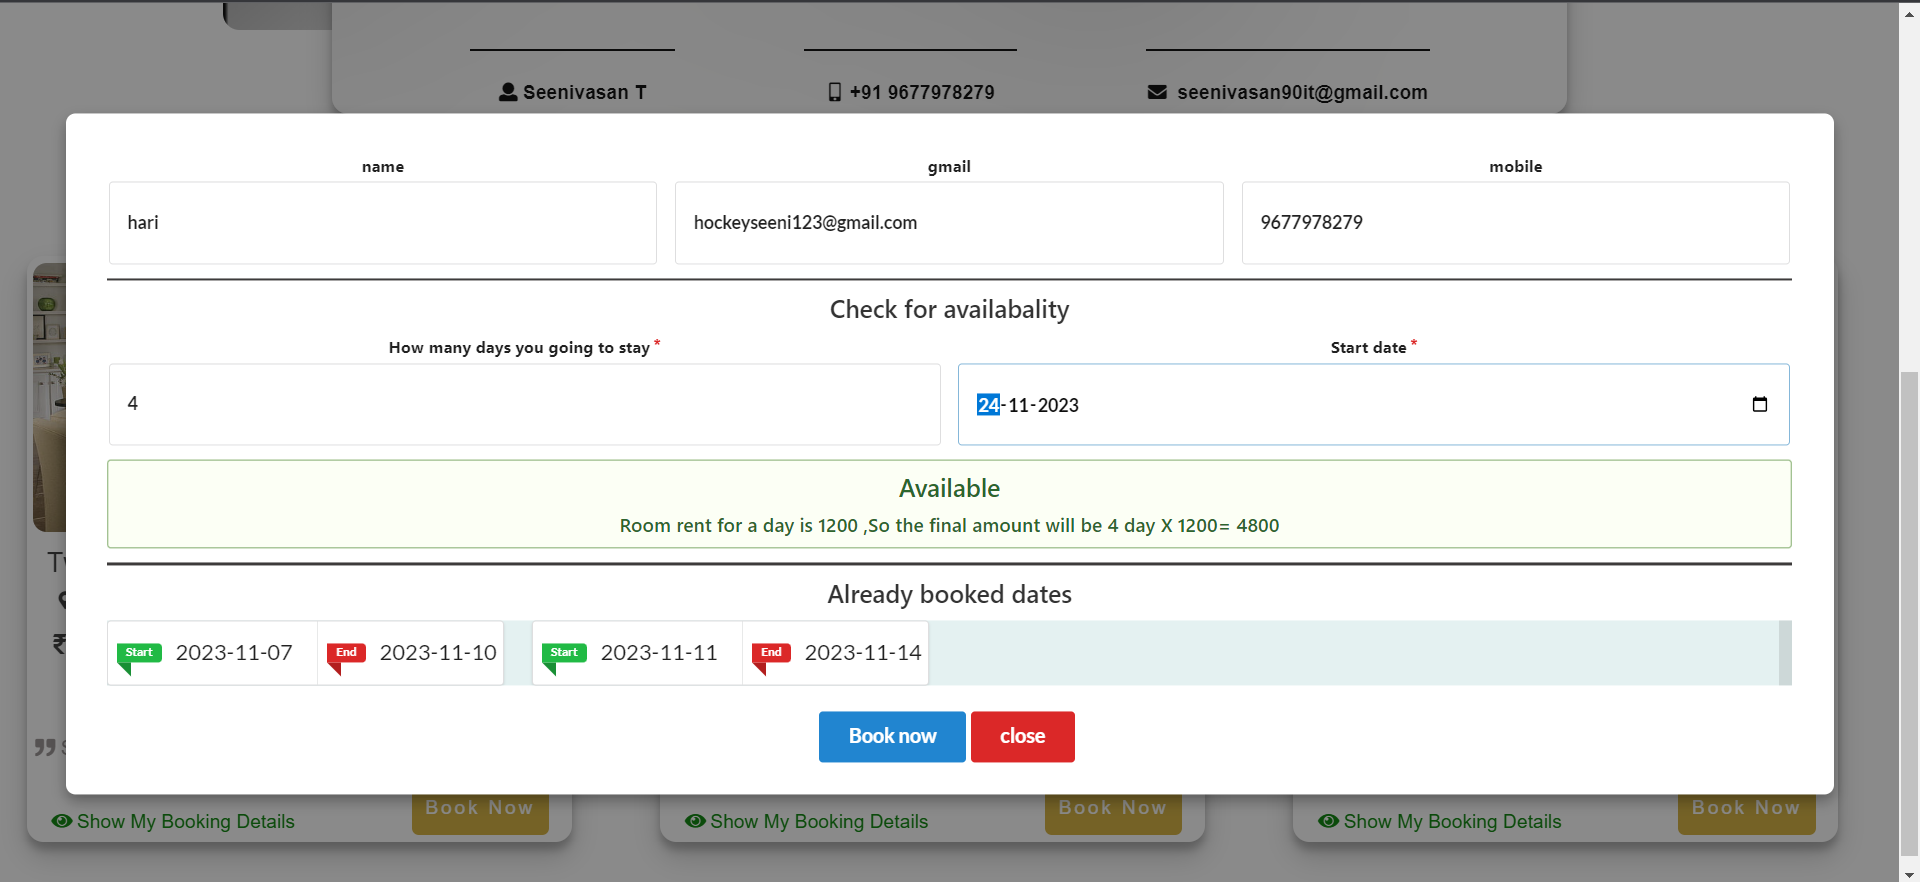 Seenivasan T
+91 9677978279
seenivasan90it@gmail.com
name
gmail
mobile
hari
hockeyseeni123@gmail.com
9677978279
Check for availabality
How many days you going to stay *
Start date *
4
24-11-2023
Available
Room rent for a day is 1200 ,So the final amount will be 4 day X 1200= 4800
Already booked dates
Start 2023-11-07 End 2023-11-10 Start 2023-11-11 End 2023-11-14
Book now close
₹
Show My Booking Details Book Now
Show My Booking Details Book Now
Show My Booking Details Book Now